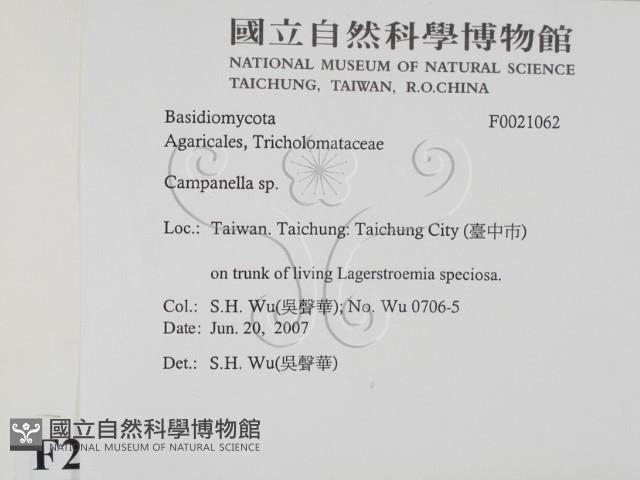 國立自然科學博物館
NATIONAL MUSEUM OF NATURAL SCIENCE
TAICHUNG, TAIWAN, R.O.CHINA
Basidiomycota F0021062
Agaricales, Tricholomataceae
Campanella sp.
Loc.: Taiwan. Taichung: Taichung City (臺中市)
on trunk of living Lagerstroemia speciosa.
Col.: S.H. Wu(吳聲華); No. Wu 0706-5
Date: Jun. 20, 2007
Det.: S.H. Wu(吳聲華)
國立自然科學博物館
NATIONAL MUSEUM OF NATURAL SCIENCE
F2